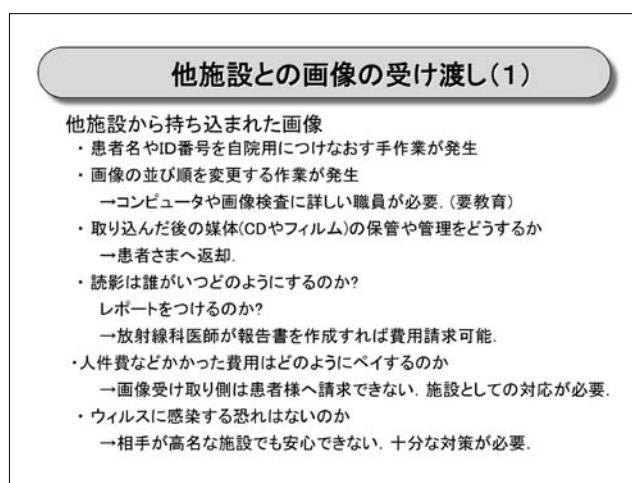 他施設との画像の受け渡し(1)
他施設から持ち込まれた画像
・患者名やID番号を自院用につけなおす手作業が発生
・画像の並び順を変更する作業が発生
→コンピュータや画像検査に詳しい職員が必要.(要教育)
・取り込んだ後の媒体(CDやフィルム)の保管や管理をどうするか
→患者さまへ返却.
・読影は誰がいつどのようにするのか?
レポートをつけるのか?
→放射線科医師が報告書を作成すれば費用請求可能.
・人件費などかかった費用はどのようにペイするのか
→画像受け取り側は患者様へ請求できない. 施設としての対応が必要.
・ウィルスに感染する恐れはないのか
→相手が高名な施設でも安心できない. 十分な対策が必要.